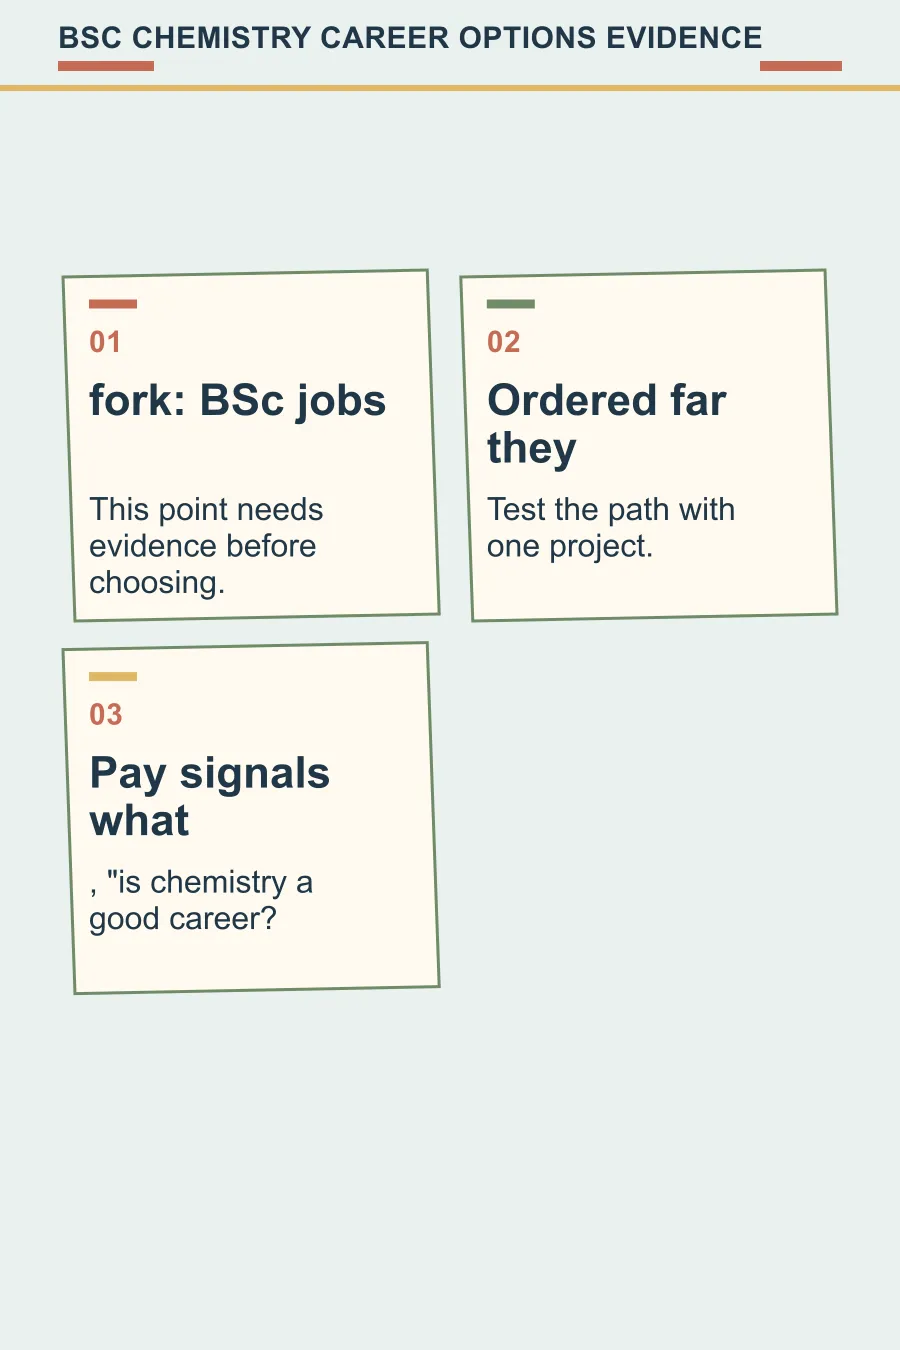 BSC CHEMISTRY CAREER OPTIONS EVIDENCE
01
fork: BSc jobs
This point needs
evidence before
choosing.
02
Ordered far
they
Test the path with
one project.
03
Pay signals
what
, "is chemistry a
good career?